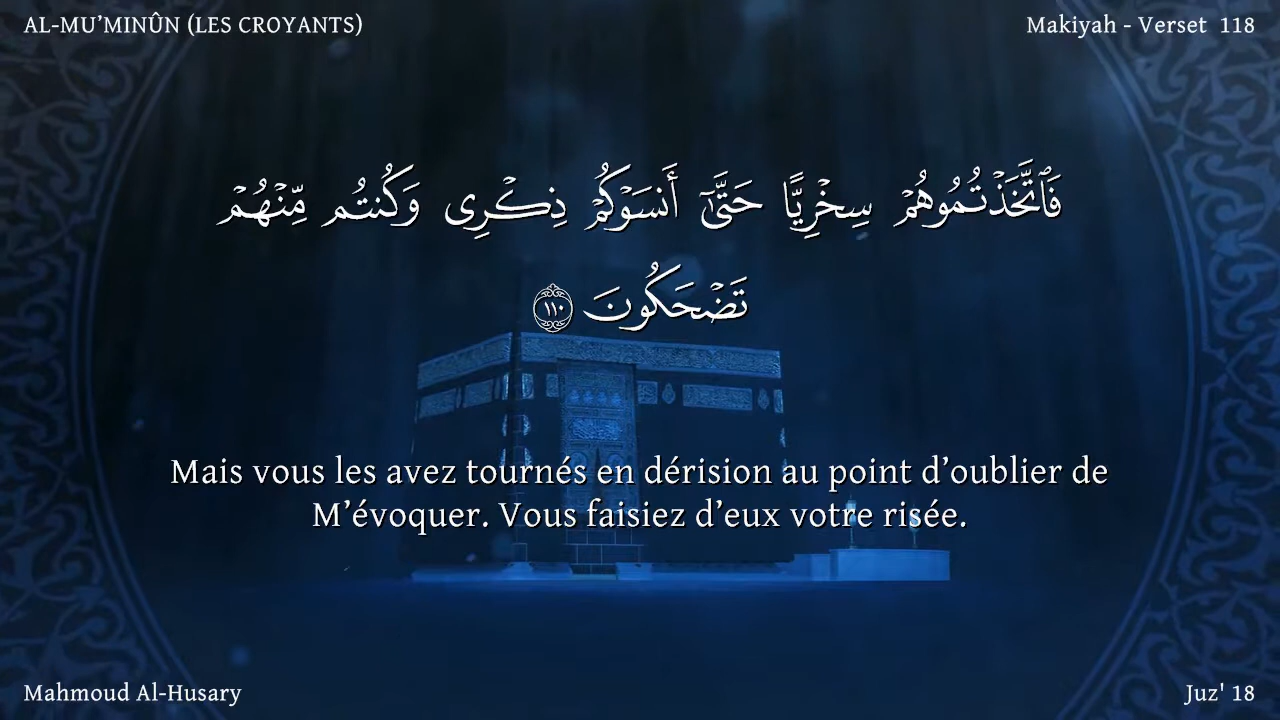 AL-MU’MINÛN (LES CROYANTS)
Makiyah - Verset 118
فَٱتَّخَذْتُمُوهُمْ سِخْرِيًّا حَتَّىٰٓ أَنسَوْكُمْ ذِكْرِى وَكُنتُم مِّنْهُمْ
تَضْحَكُونَ ١١٠
Mais vous les avez tournés en dérision au point d’oublier de
M’évoquer. Vous faisiez d’eux votre risée.
Mahmoud Al-Husary
Juz' 18